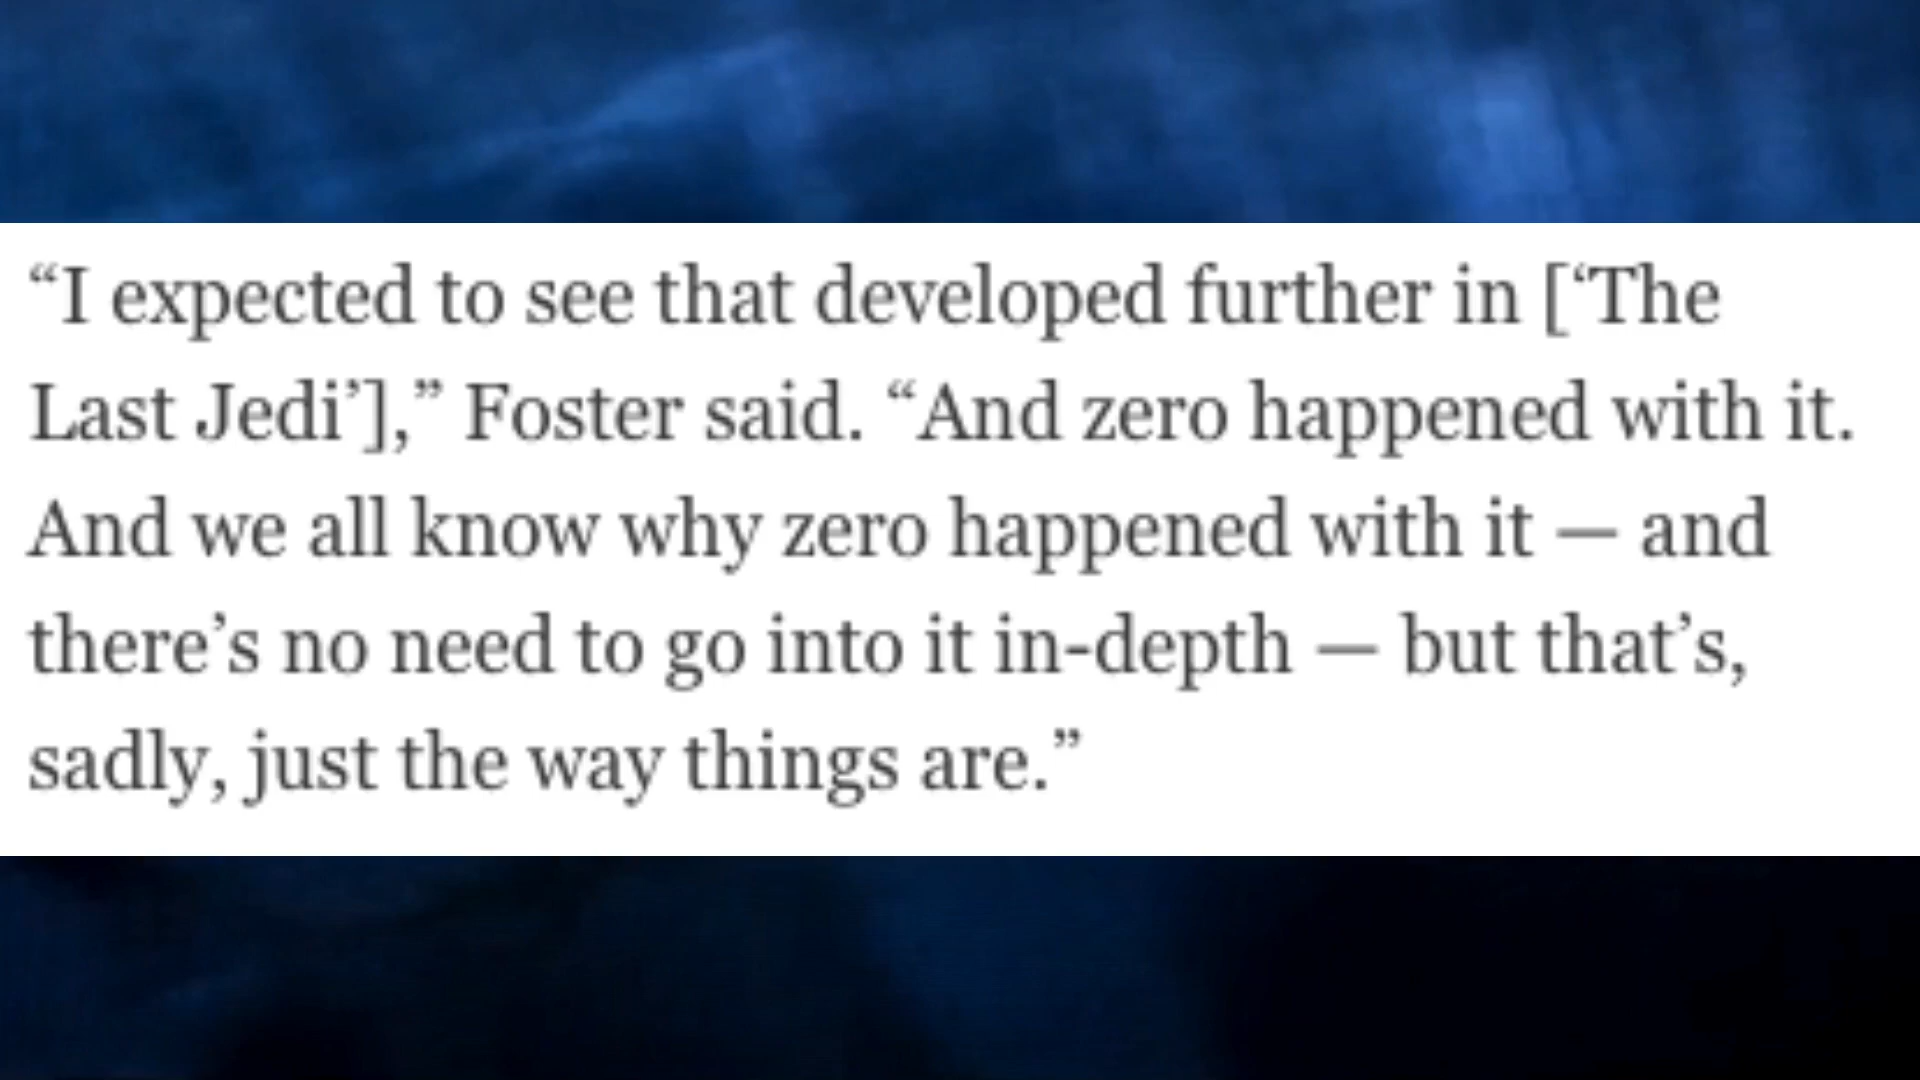 “I expected to see that developed further in [‘The
Last Jedi’],” Foster said. “And zero happened with it.
And we all know why zero happened with it — and
there’s no need to go into it in-depth — but that’s,
sadly, just the way things are.”